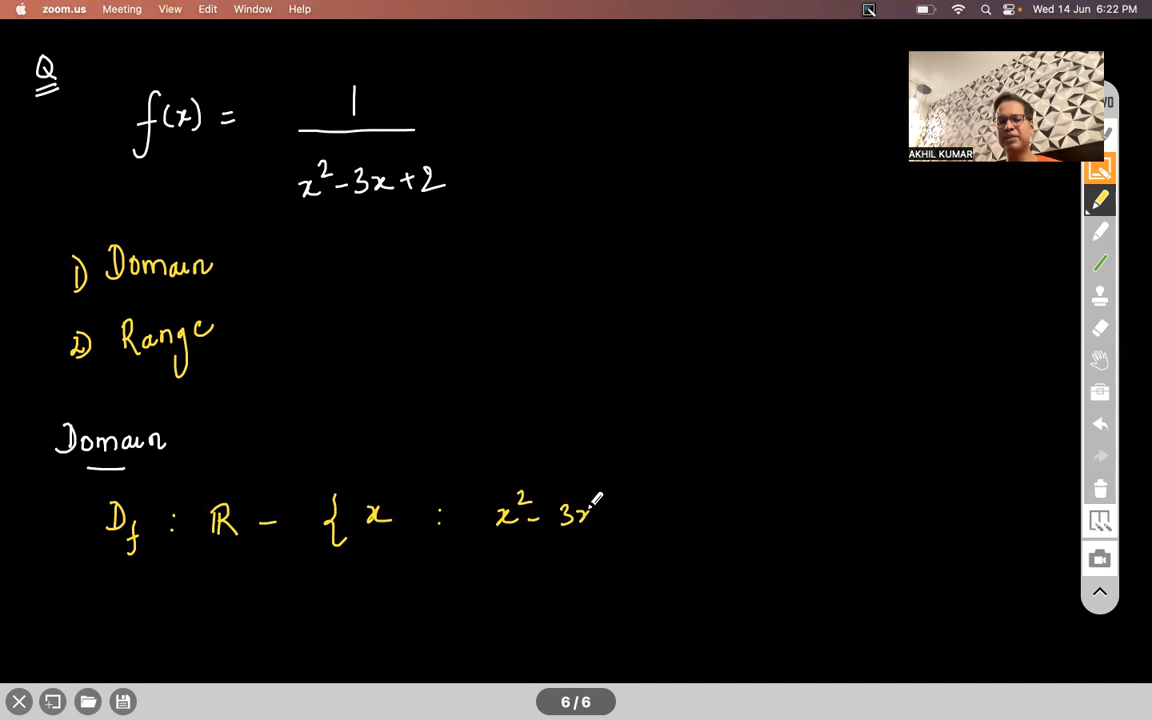 zoom.us Meeting View Edit Window Help Wed 14 Jun 6:22 PM
Q
f(x) = 1 / x² - 3x + 2
AKHIL KUMAR
1) Domain
2) Range
Domain
D_f : ℝ - { x : x² - 3x
6 / 6